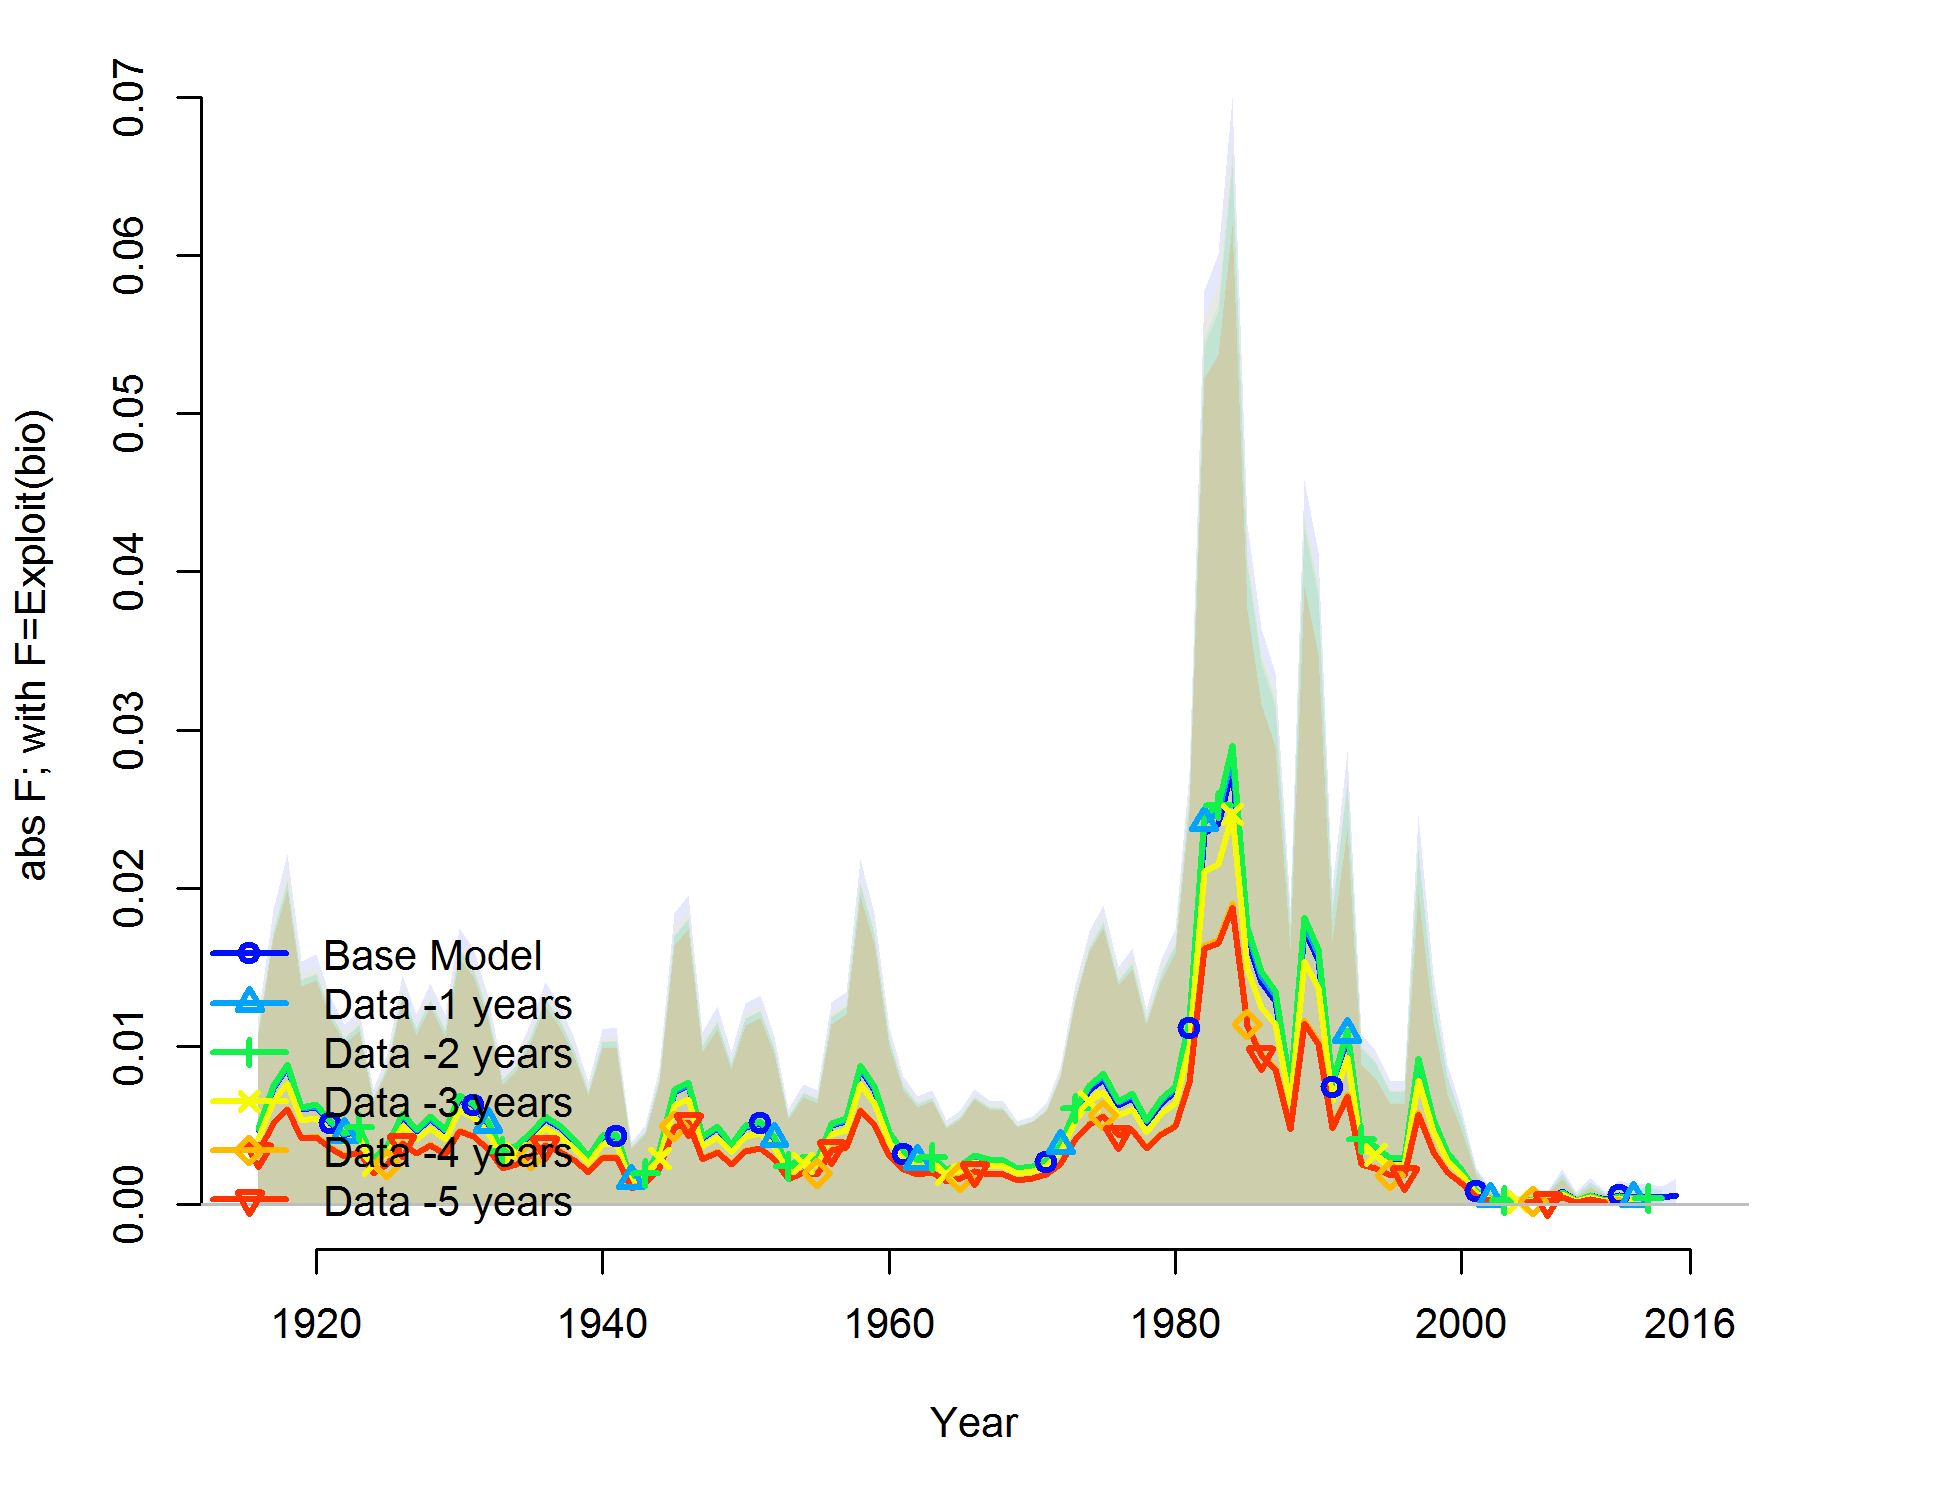 0.07
0.06
0.05
0.04
0.03
0.02
0.01
0.00
abs F; with F=Exploit(bio)
Base Model
Data -1 years
Data -2 years
Data -3 years
Data -4 years
Data -5 years
1920 1940 1960 1980 2000 2016
Year